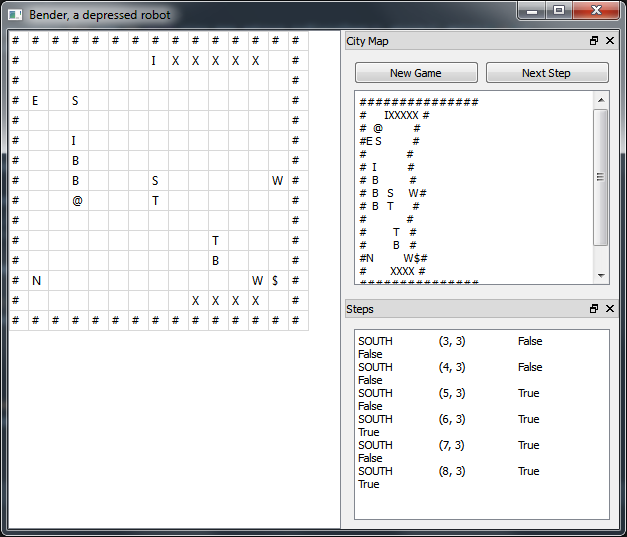 Bender, a depressed robot
# # # # # # # # # # # # # # #
# I X X X X X #
# #
# E S #
# #
# I #
# B #
# B S W #
# @ T #
# #
# T #
# B #
# N W $ #
# X X X X #
# # # # # # # # # # # # # # #
City Map
New Game
Next Step
###############
# IXXXXX #
# @ #
#E S #
# #
# I #
# B #
# B S W#
# B T #
# #
# T #
# B #
#N W$#
# XXXX #
###############
Steps
SOUTH (3, 3) False
False
SOUTH (4, 3) False
False
SOUTH (5, 3) True
False
SOUTH (6, 3) True
True
SOUTH (7, 3) True
False
SOUTH (8, 3) True
True